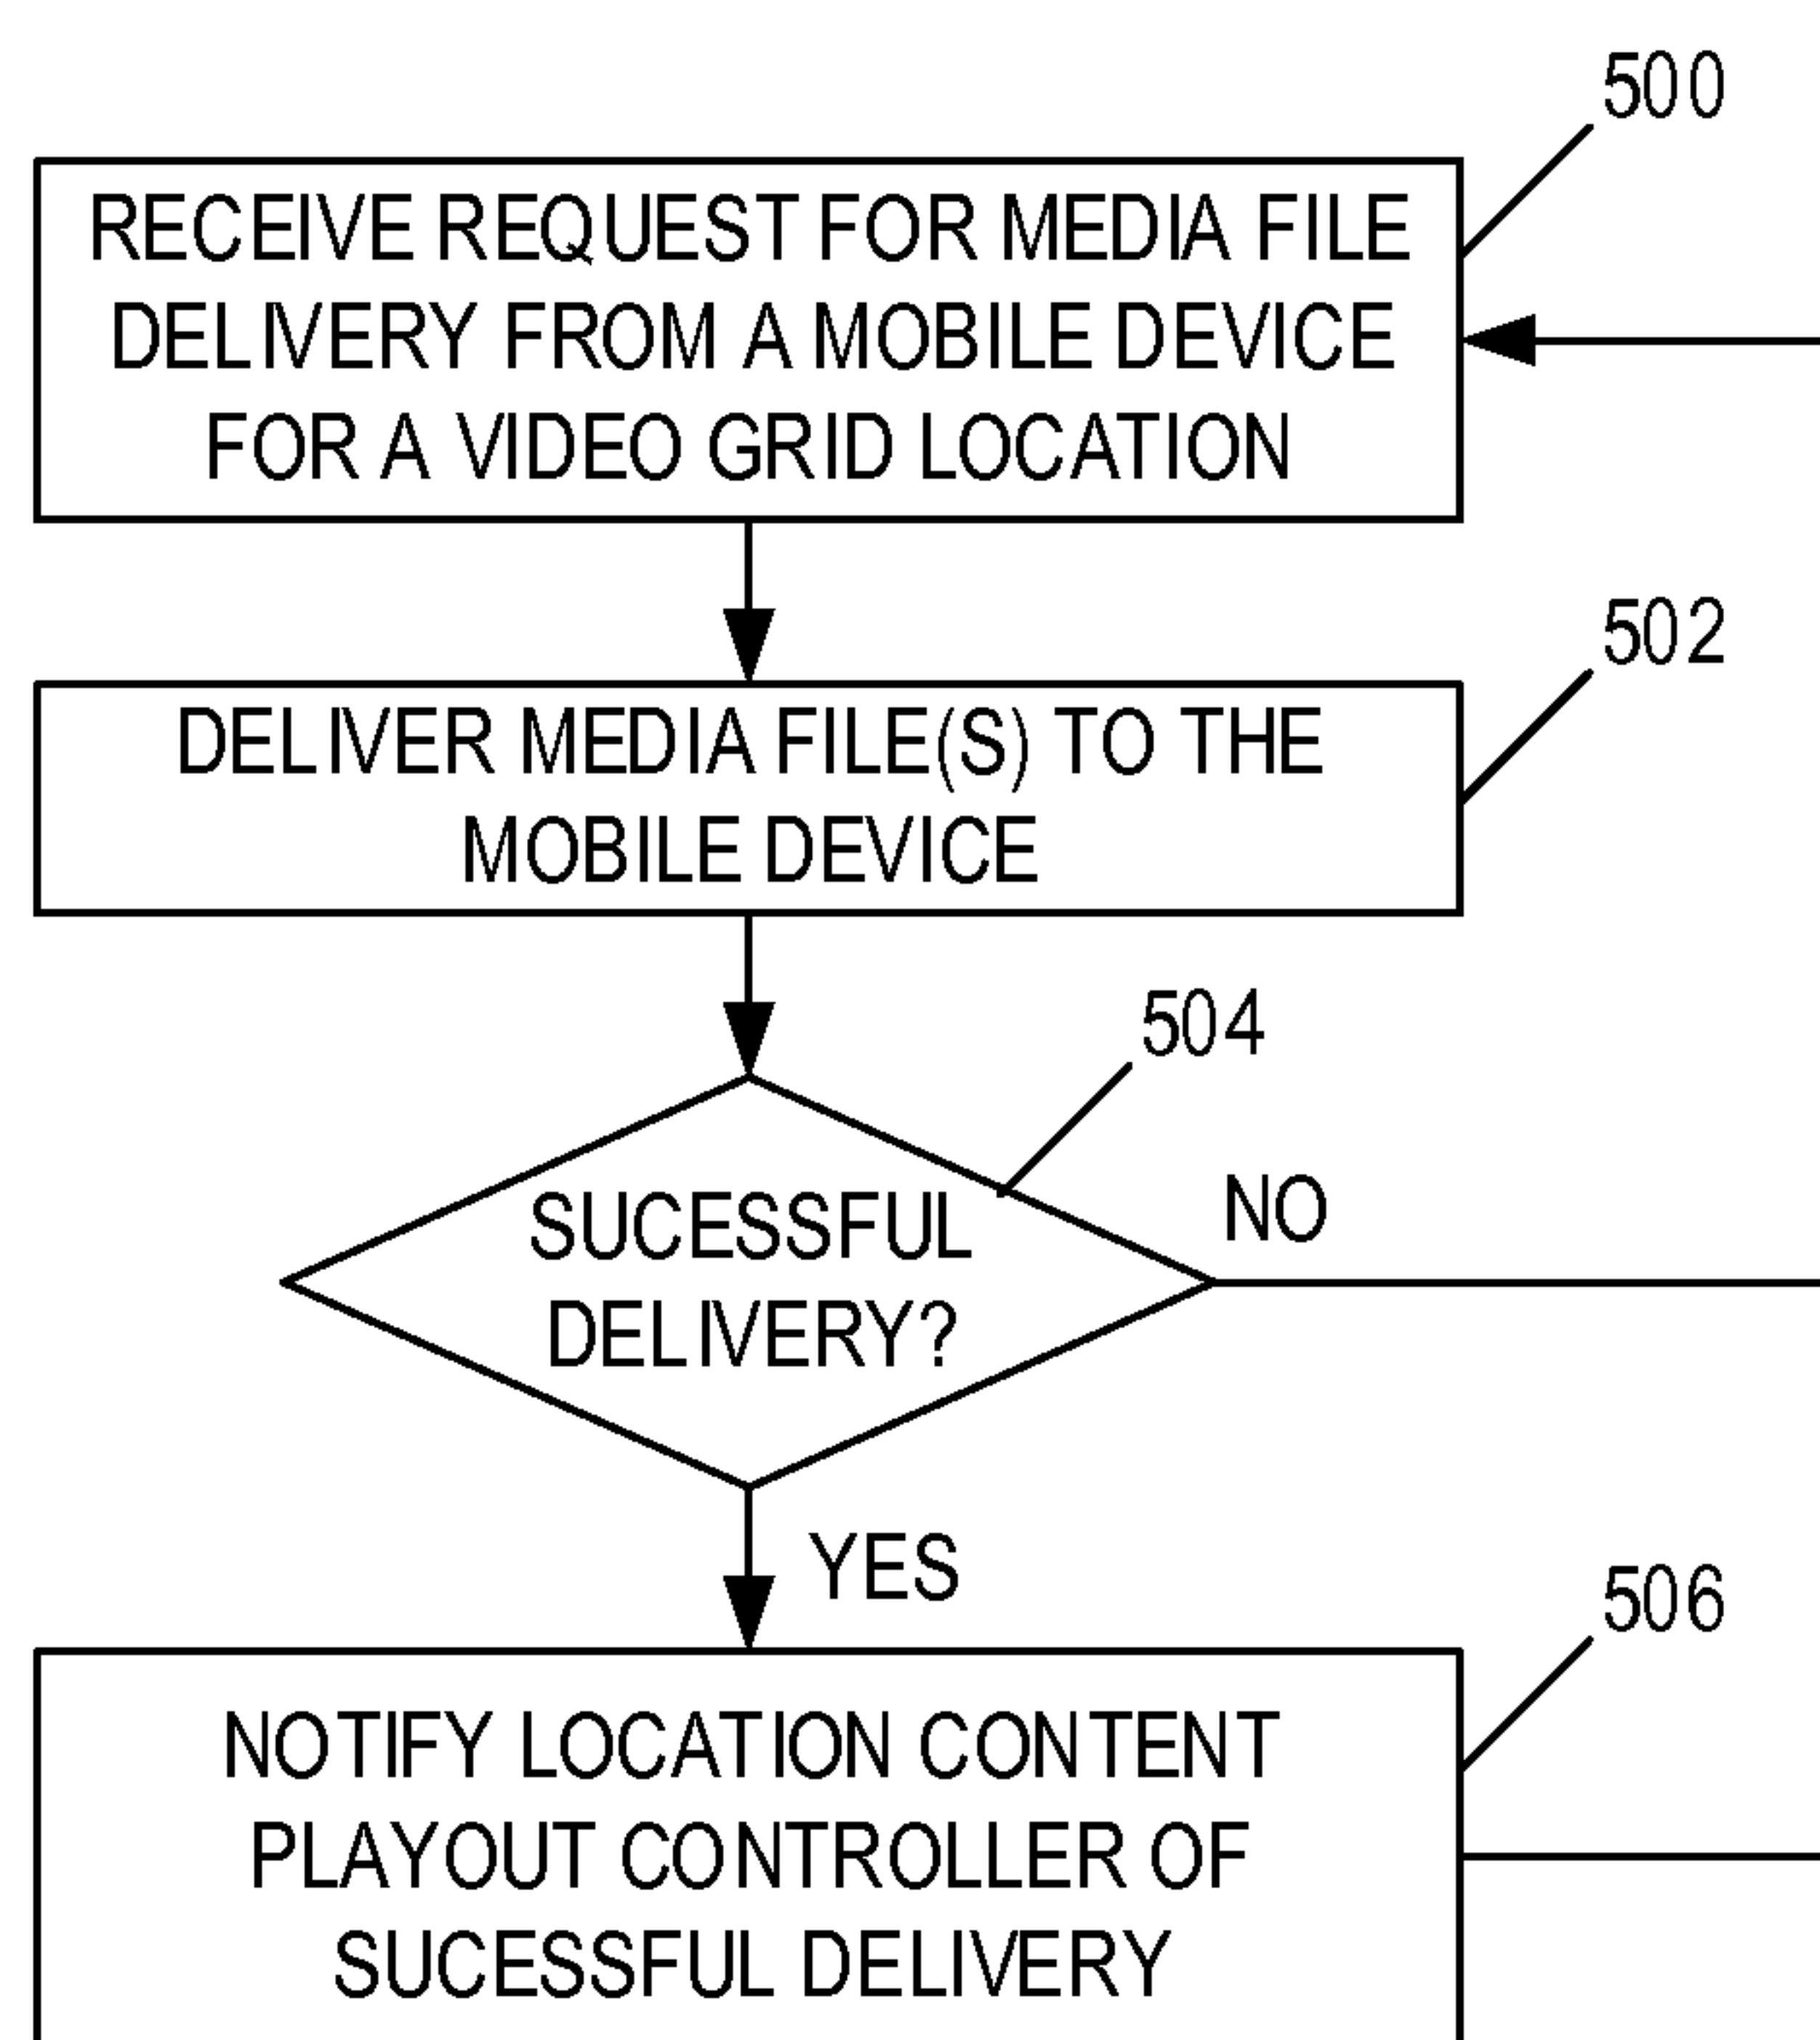 500
RECEIVE REQUEST FOR MEDIA FILE
DELIVERY FROM A MOBILE DEVICE
FOR A VIDEO GRID LOCATION
502
DELIVER MEDIA FILE(S) TO THE
MOBILE DEVICE
504
SUCESSFUL
DELIVERY?
NO
YES
506
NOTIFY LOCATION CONTENT
PLAYOUT CONTROLLER OF
SUCESSFUL DELIVERY